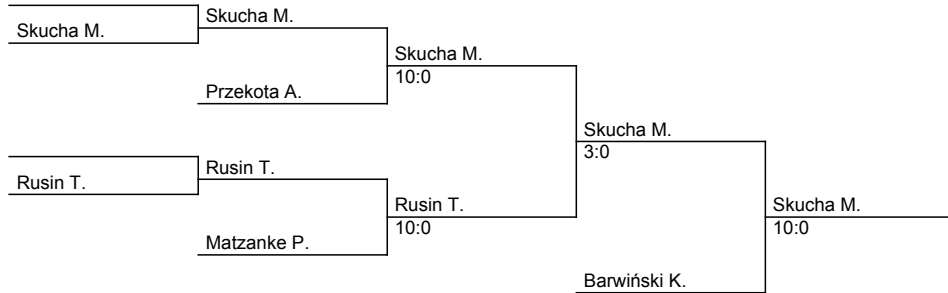 Skucha M.
Skucha M.
Skucha M.
10:0
Przekota A.
Skucha M.
3:0
Rusin T.
Rusin T.
Rusin T.
10:0
Skucha M.
10:0
Matzanke P.
Barwiński K.